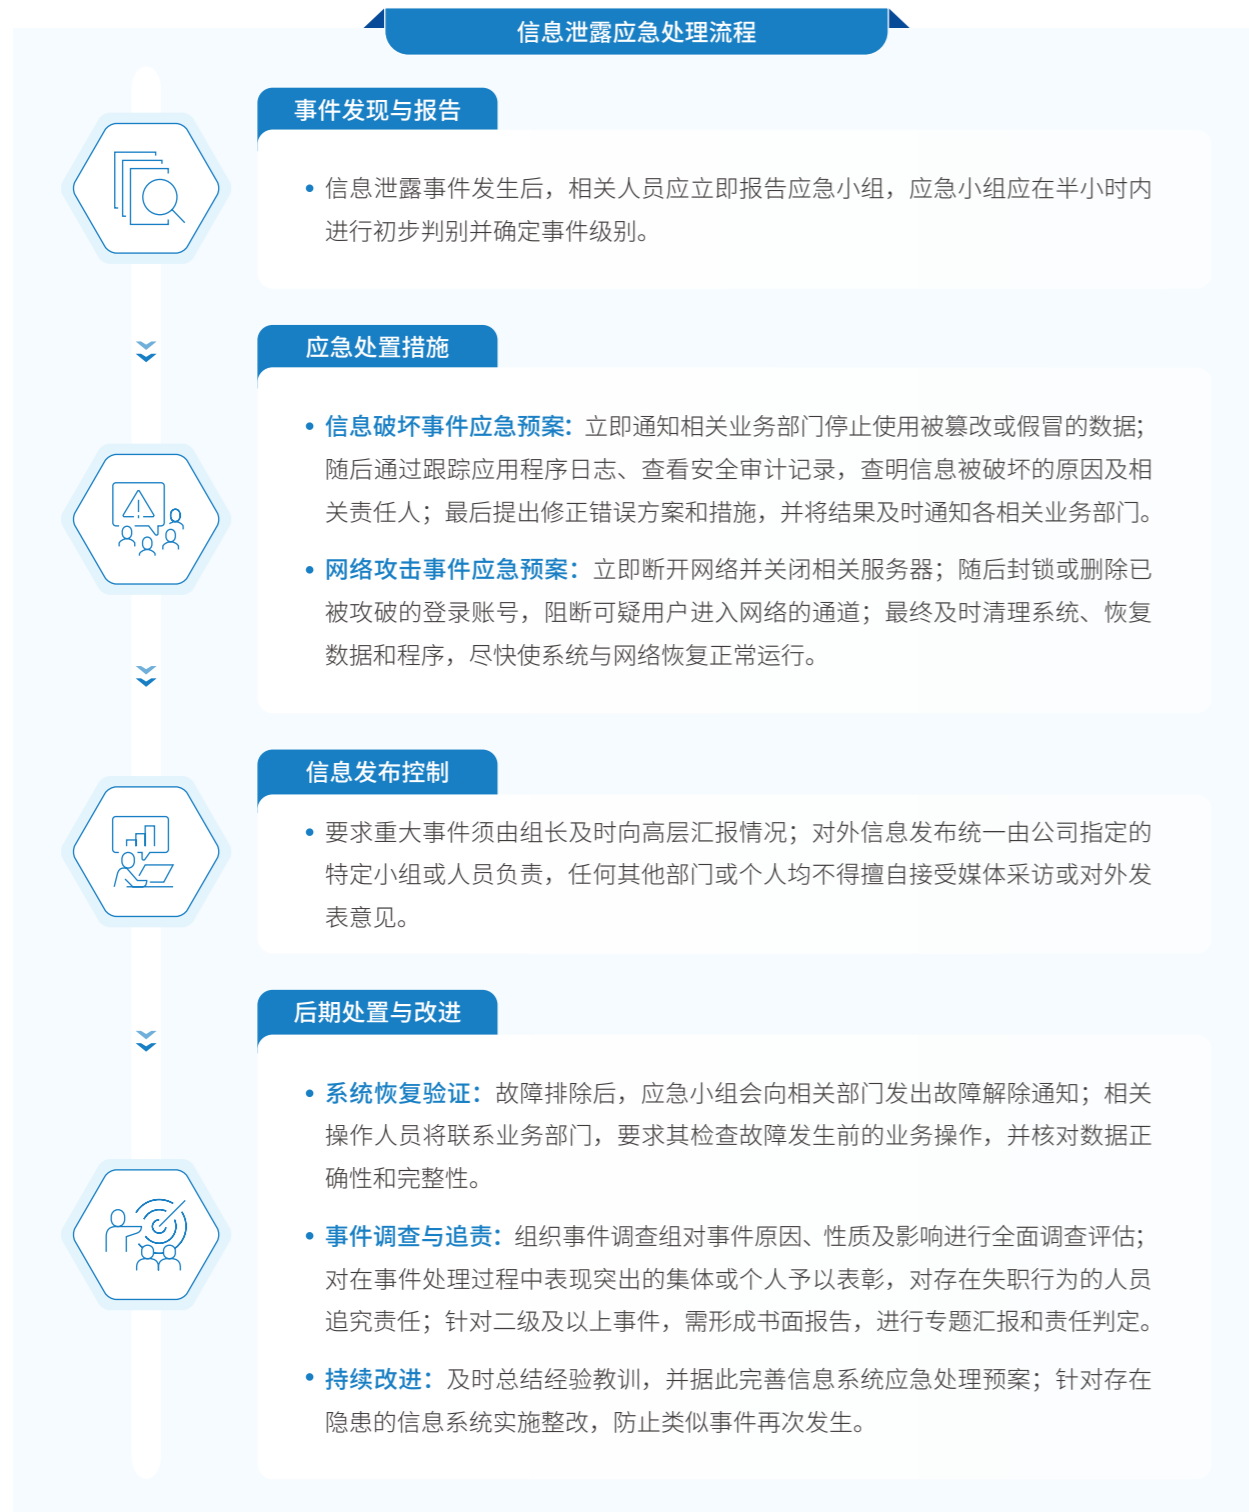 信息泄露应急处理流程
事件发现与报告
• 信息泄露事件发生后，相关人员应立即报告应急小组，应急小组应在半小时内
进行初步判别并确定事件级别。
应急处置措施
• 信息破坏事件应急预案：立即通知相关业务部门停止使用被篡改或假冒的数据；
随后通过跟踪应用程序日志、查看安全审计记录，查明信息被破坏的原因及相
关责任人；最后提出修正错误方案和措施，并将结果及时通知各相关业务部门。
• 网络攻击事件应急预案：立即断开网络并关闭相关服务器；随后封锁或删除已
被攻破的登录账号，阻断可疑用户进入网络的通道；最终及时清理系统、恢复
数据和程序，尽快使系统与网络恢复正常运行。
信息发布控制
• 要求重大事件须由组长及时向高层汇报情况；对外信息发布统一由公司指定的
特定小组或人员负责，任何其他部门或个人均不得擅自接受媒体采访或对外发
表意见。
后期处置与改进
• 系统恢复验证：故障排除后，应急小组会向相关部门发出故障解除通知；相关
操作人员将联系业务部门，要求其检查故障发生前的业务操作，并核对数据正
确性和完整性。
• 事件调查与追责：组织事件调查组对事件原因、性质及影响进行全面调查评估；
对在事件处理过程中表现突出的集体或个人予以表彰，对存在失职行为的人员
追究责任；针对二级及以上事件，需形成书面报告，进行专题汇报和责任判定。
• 持续改进：及时总结经验教训，并据此完善信息系统应急处理预案；针对存在
隐患的信息系统实施整改，防止类似事件再次发生。